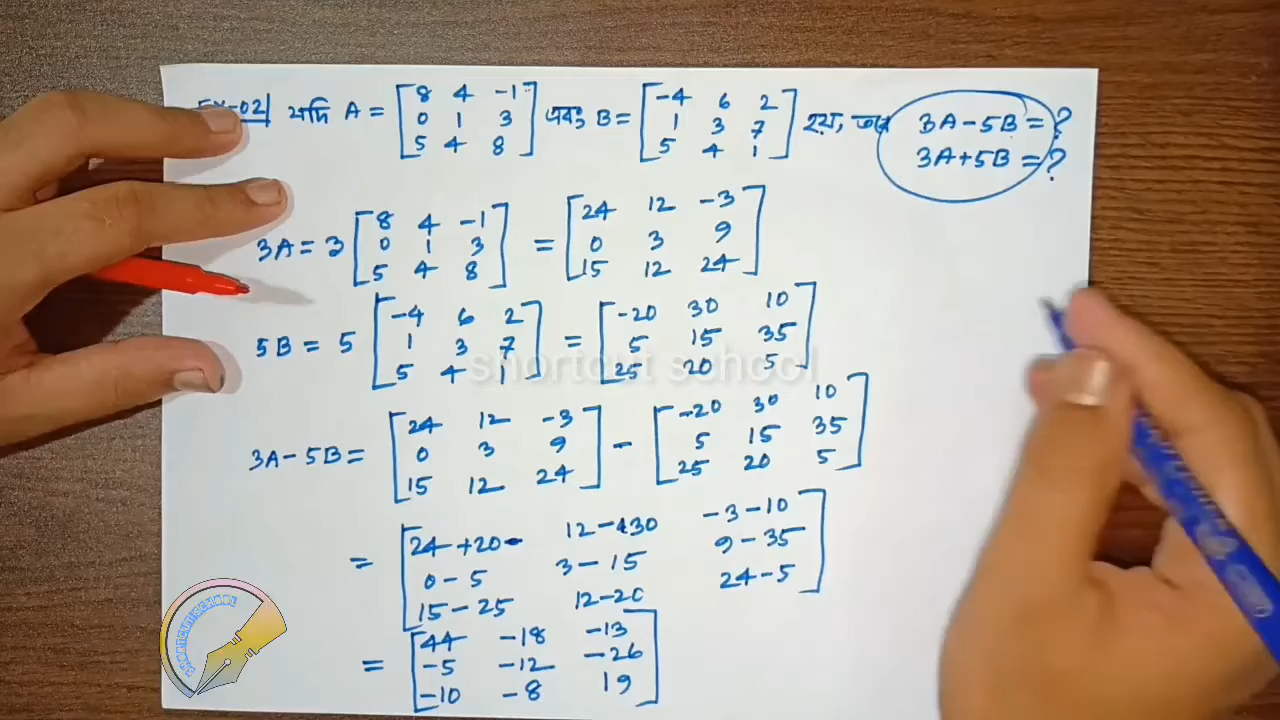 Ex-02| যদি A = [8 4 -1 এবং B = [-4 6 2 হয়, তবে 3A-5B=?
0 1 3 1 3 7 3A+5B=?
5 4 8] 5 4 1]
3A = 3 [8 4 -1 = [24 12 -3
0 1 3 0 3 9
5 4 8] 15 12 24]
5B = 5 [-4 6 2 = [-20 30 10
1 3 7 5 15 35
5 4 1] 25 20 5]
shortcut school
3A-5B = [24 12 -3 - [-20 30 10
0 3 9 5 15 35
15 12 24] 25 20 5]
= [24+20 12-30 -3-10
0-5 3-15 9-35
15-25 12-20 24-5]
= [44 -18 -13
-5 -12 -26
-10 -8 19]
SHORTCUT SCHOOL